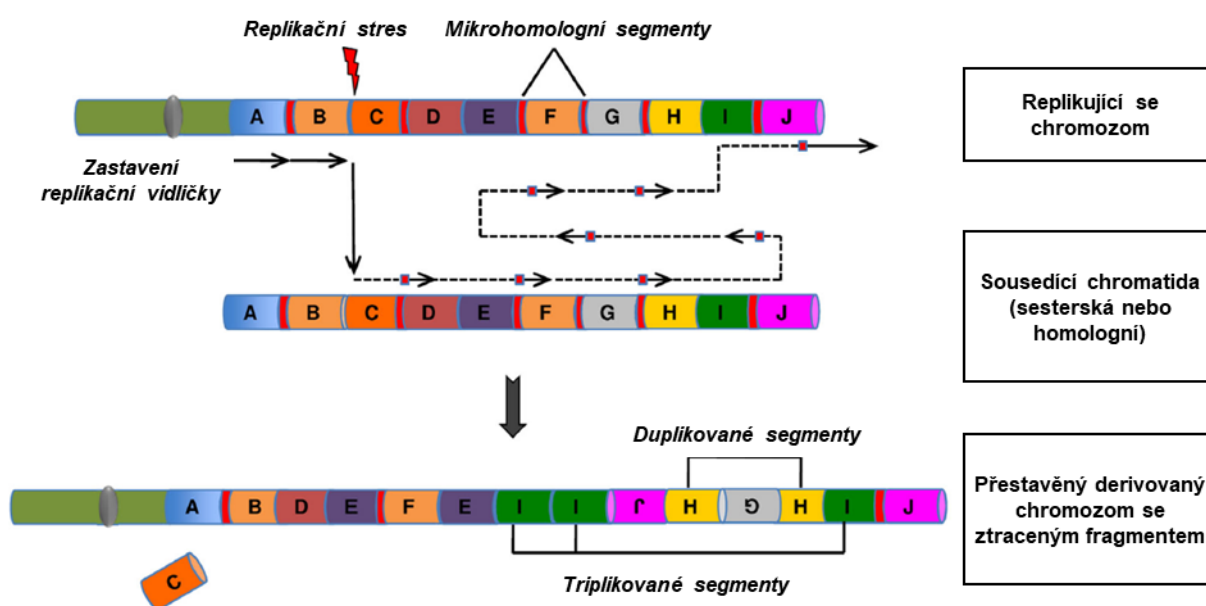 Replikační stres
Mikrohomologní segmenty
A B C D E F G H I J
Replikující se
chromozom
Zastavení
replikační vidličky
A B C D E F G H I J
Sousedící chromatida
(sesterská nebo
homologní)
Duplikované segmenty
A B D E F E I I J H G H I J
Přestavěný derivovaný
chromozom se
ztraceným fragmentem
C
Triplikované segmenty